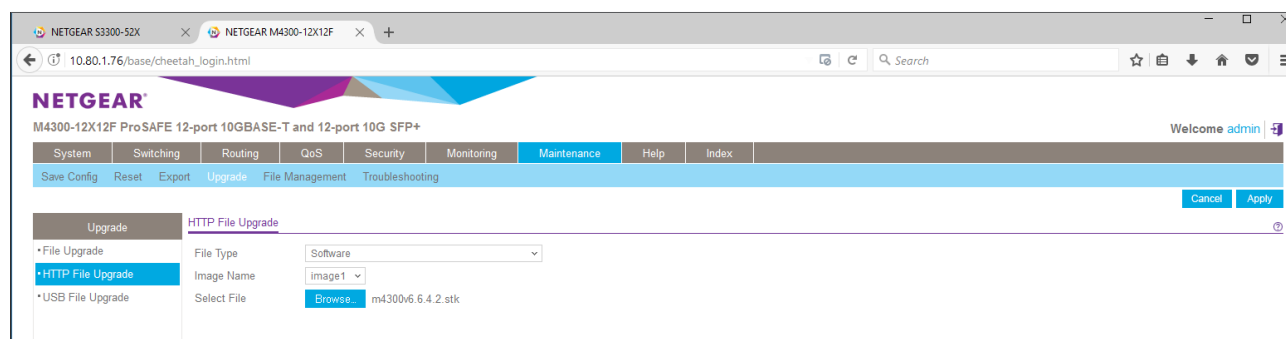 NETGEAR S3300-52X NETGEAR M4300-12X12F
10.80.1.76/base/cheetah_login.html Search
NETGEAR®
M4300-12X12F ProSAFE 12-port 10GBASE-T and 12-port 10G SFP+ Welcome admin
System Switching Routing QoS Security Monitoring Maintenance Help Index
Save Config Reset Export Upgrade File Management Troubleshooting
Cancel Apply
Upgrade HTTP File Upgrade
• File Upgrade File Type Software
• HTTP File Upgrade Image Name image1
• USB File Upgrade Select File Browse... m4300v6.6.4.2.stk